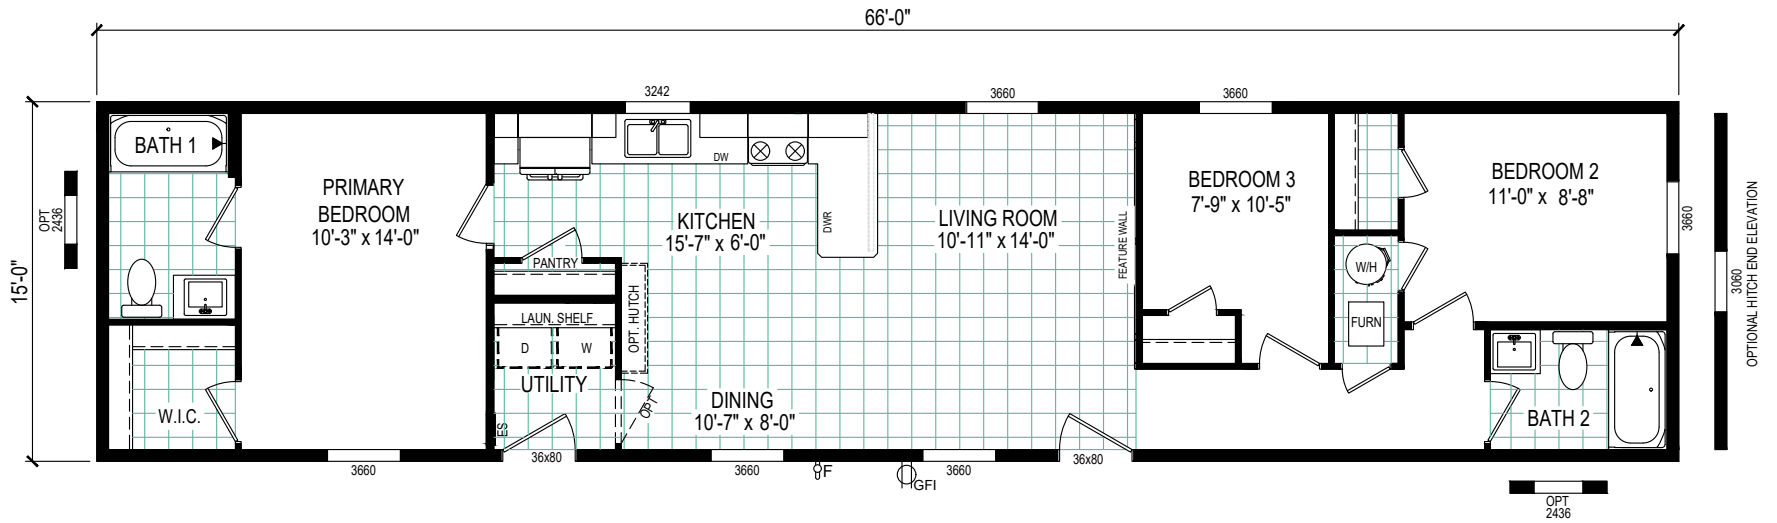 66'-0"
3242
3660
3660
BATH 1
DW
PRIMARY
BEDROOM
10'-3" x 14'-0"
KITCHEN
15'-7" x 6'-0"
DWR
LIVING ROOM
10'-11" x 14'-0"
FEATURE WALL
BEDROOM 3
7'-9" x 10'-5"
BEDROOM 2
11'-0" x 8'-8"
3660
OPT
2436
15'-0"
PANTRY
W/H
OPTIONAL HITCH END ELEVATION
3060
LAUN. SHELF
OPT. HUTCH
FURN
D
W
UTILITY
OPT
DINING
10'-7" x 8'-0"
W.I.C.
ES
BATH 2
3660
36x80
3660
F
GFI
3660
36x80
OPT
2436